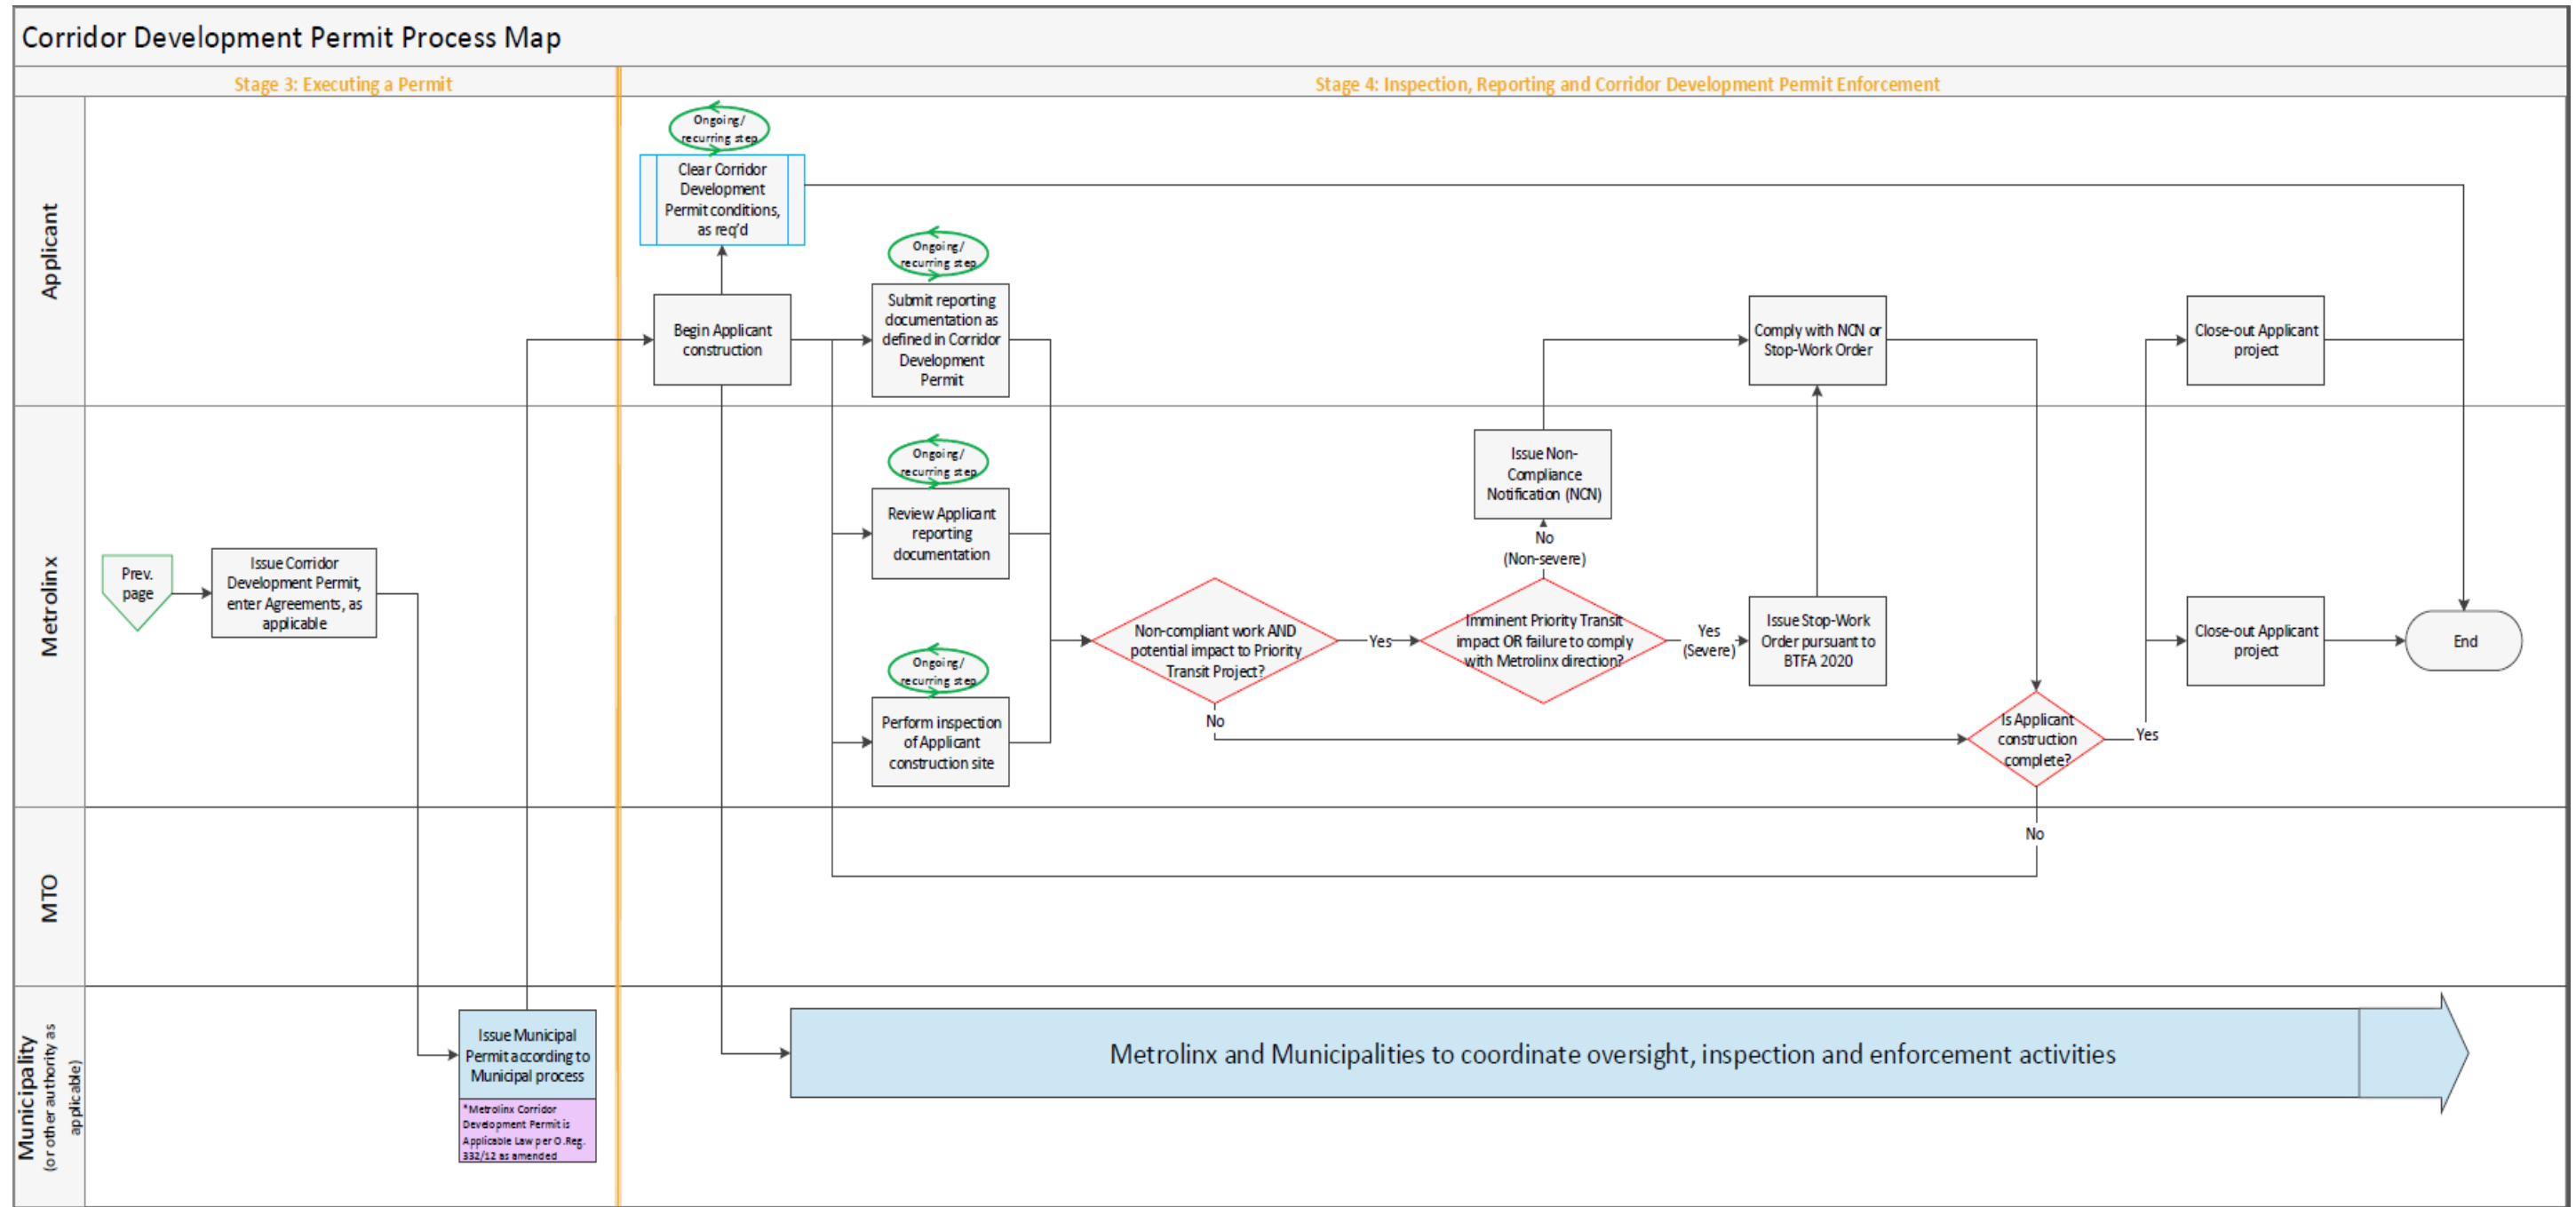 Corridor Development Permit Process Map
Stage 3: Executing a Permit
Stage 4: Inspection, Reporting and Corridor Development Permit Enforcement
Applicant
Ongoing/
recurring step
Clear Corridor
Development
Permit conditions,
as req'd
Begin Applicant
construction
Ongoing/
recurring step
Submit reporting
documentation as
defined in Corridor
Development
Permit
Comply with NCN or
Stop-Work Order
Close-out Applicant
project
Metrolinx
Prev.
page
Issue Corridor
Development Permit,
enter Agreements, as
applicable
Ongoing/
recurring step
Review Applicant
reporting
documentation
Ongoing/
recurring step
Perform inspection
of Applicant
construction site
Non-compliant work AND
potential impact to Priority
Transit Project?
Yes
No
Imminent Priority Transit
impact OR failure to comply
with Metrolinx direction?
No
(Non-severe)
Issue Non-
Compliance
Notification (NCN)
Yes
(Severe)
Issue Stop-Work
Order pursuant to
BTFA 2020
Is Applicant
construction
complete?
Yes
Close-out Applicant
project
End
MTO
No
Municipality
(or other authority as
applicable)
Issue Municipal
Permit according to
Municipal process
*Metrolinx Corridor
Development Permit is
Applicable Law per O.Reg.
332/12 as amended
Metrolinx and Municipalities to coordinate oversight, inspection and enforcement activities